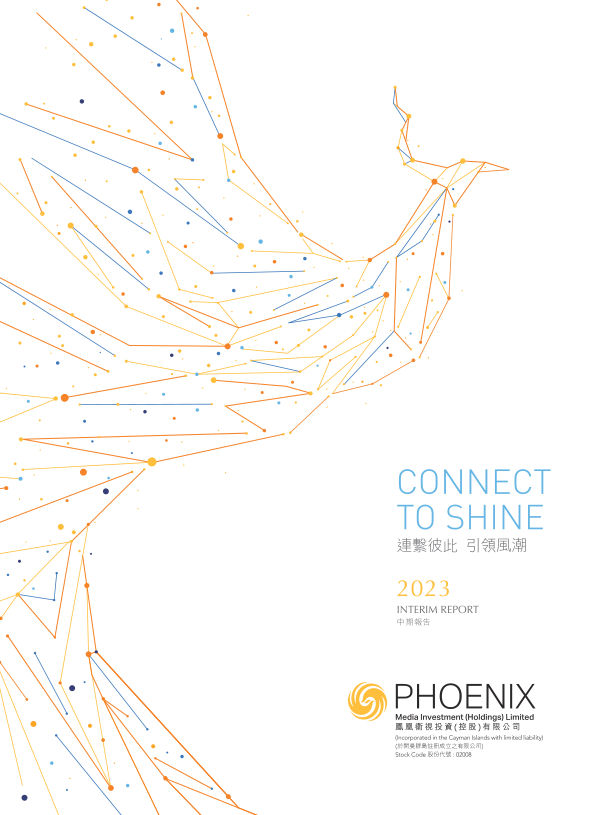 CONNECT
TO SHINE
連繫彼此 引領風潮
2023
INTERIM REPORT
中期報告
PHOENIX
Media Investment (Holdings) Limited
鳳凰衛視投資(控股)有限公司
(Incorporated in the Cayman Islands with limited liability)
(於開曼群島註冊成立之有限公司)
Stock Code 股份代號 : 02008